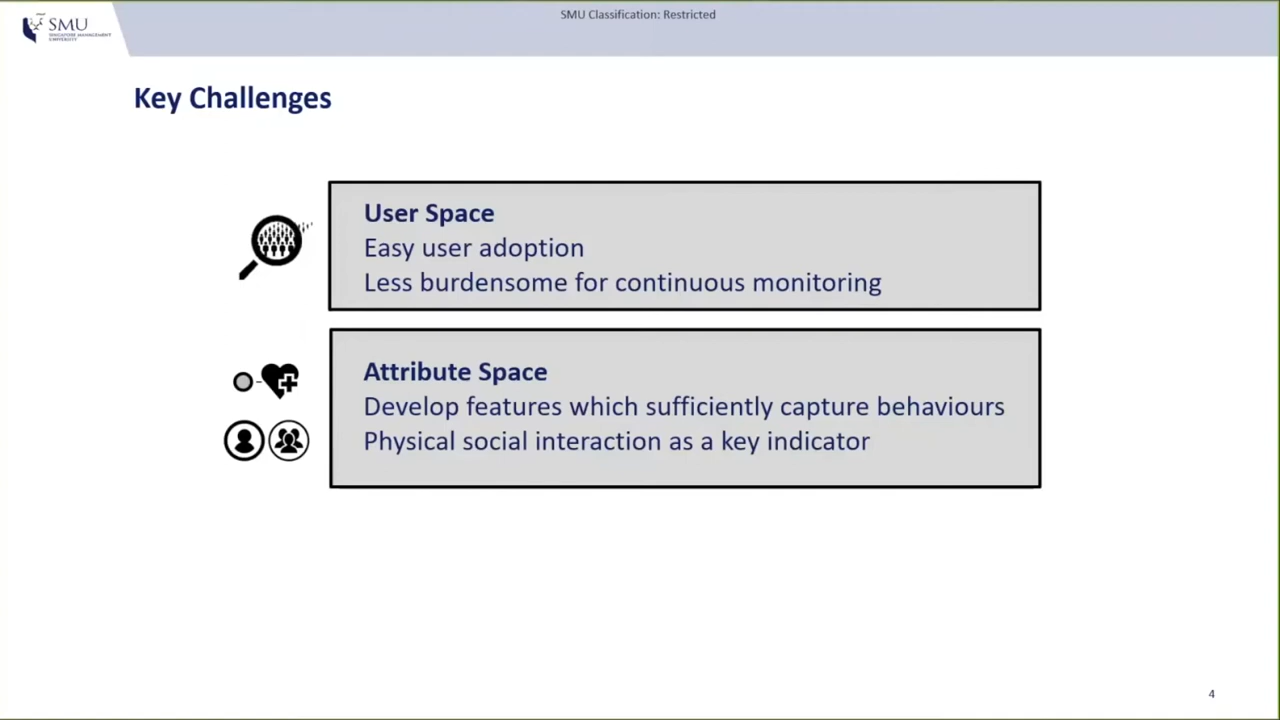 SMU Classification: Restricted
SMU
SINGAPORE MANAGEMENT
UNIVERSITY
Key Challenges
User Space
Easy user adoption
Less burdensome for continuous monitoring
Attribute Space
Develop features which sufficiently capture behaviours
Physical social interaction as a key indicator
4